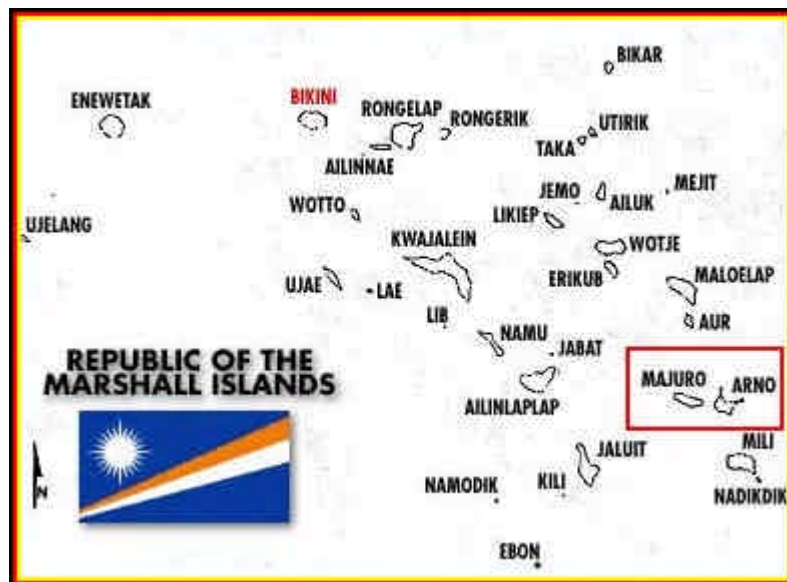 BIKAR
ENEWETAK
BIKINI
RONGELAP
RONGERIK
UTIRIK
TAKA
AILINNAE
JEMO
MEJIT
AILUK
WOTTO
LIKIEP
UJELANG
KWAJALEIN
WOTJE
ERIKUB
MALOELAP
UJAE
LAE
LIB
AUR
NAMU
JABAT
REPUBLIC OF THE
MARSHALL ISLANDS
MAJURO
ARNO
AILINLAPLAP
JALUIT
MILI
N
NAMODIK
KILI
NADIKDIK
EBON